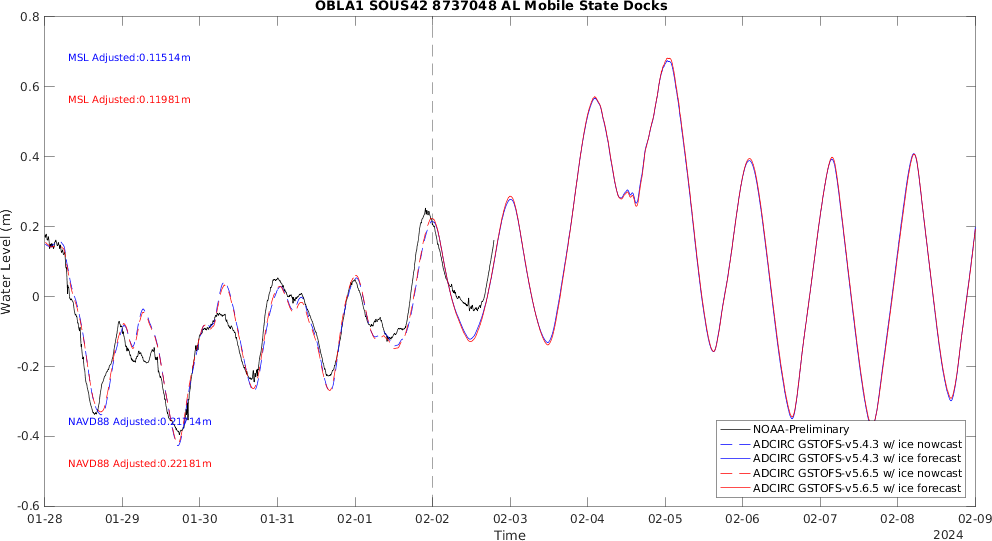 OBLA1 SOUS42 8737048 AL Mobile State Docks
0.8
MSL Adjusted:0.11514m
0.6
MSL Adjusted:0.11981m
0.4
0.2
Water Level (m)
0
-0.2
NAVD88 Adjusted:0.21714m
-0.4
NAVD88 Adjusted:0.22181m
-0.6
NOAA-Preliminary
ADCIRC GSTOFS-v5.4.3 w/ ice nowcast
ADCIRC GSTOFS-v5.4.3 w/ ice forecast
ADCIRC GSTOFS-v5.6.5 w/ ice nowcast
ADCIRC GSTOFS-v5.6.5 w/ ice forecast
01-28 01-29 01-30 01-31 02-01 02-02 02-03 02-04 02-05 02-06 02-07 02-08 02-09
Time
2024